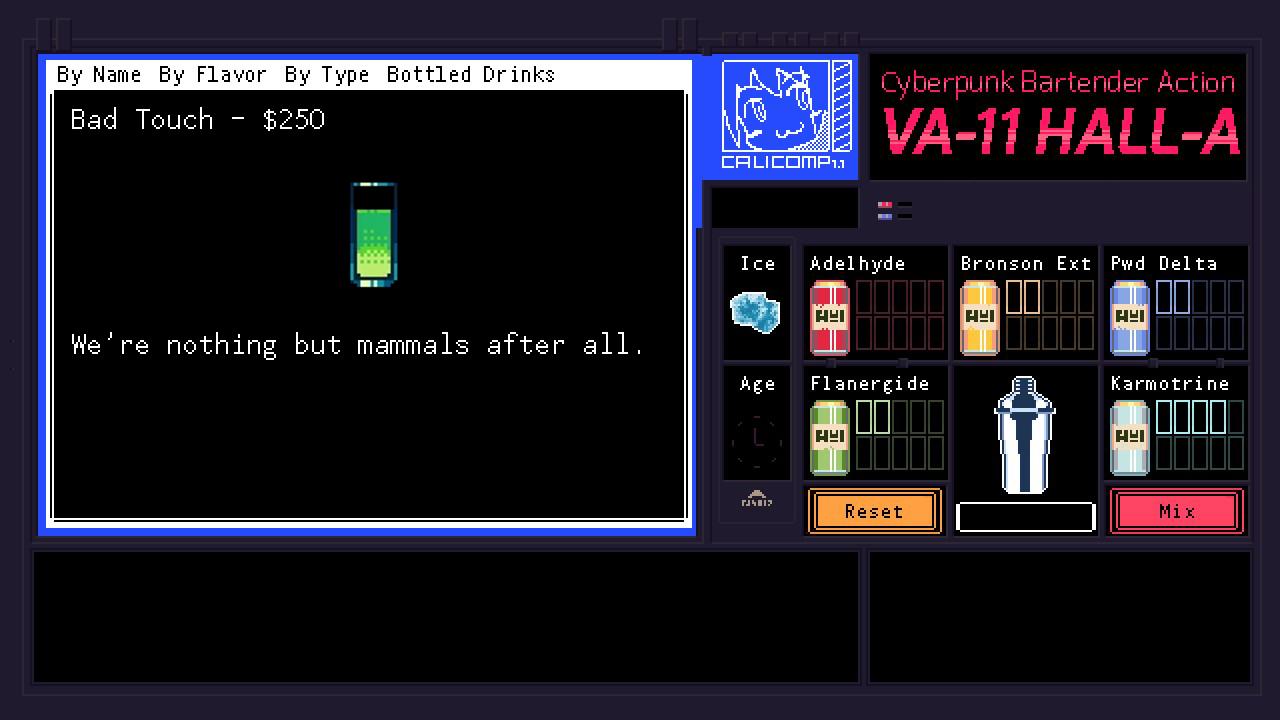 By Name By Flavor By Type Bottled Drinks
Bad Touch - $250
We're nothing but mammals after all.
CALICOMP1.1
Cyberpunk Bartender Action
VA-11 HALL-A
Ice
Adelhyde
Bronson Ext
Pwd Delta
Age
Flanergide
Karmotrine
Reset
Mix